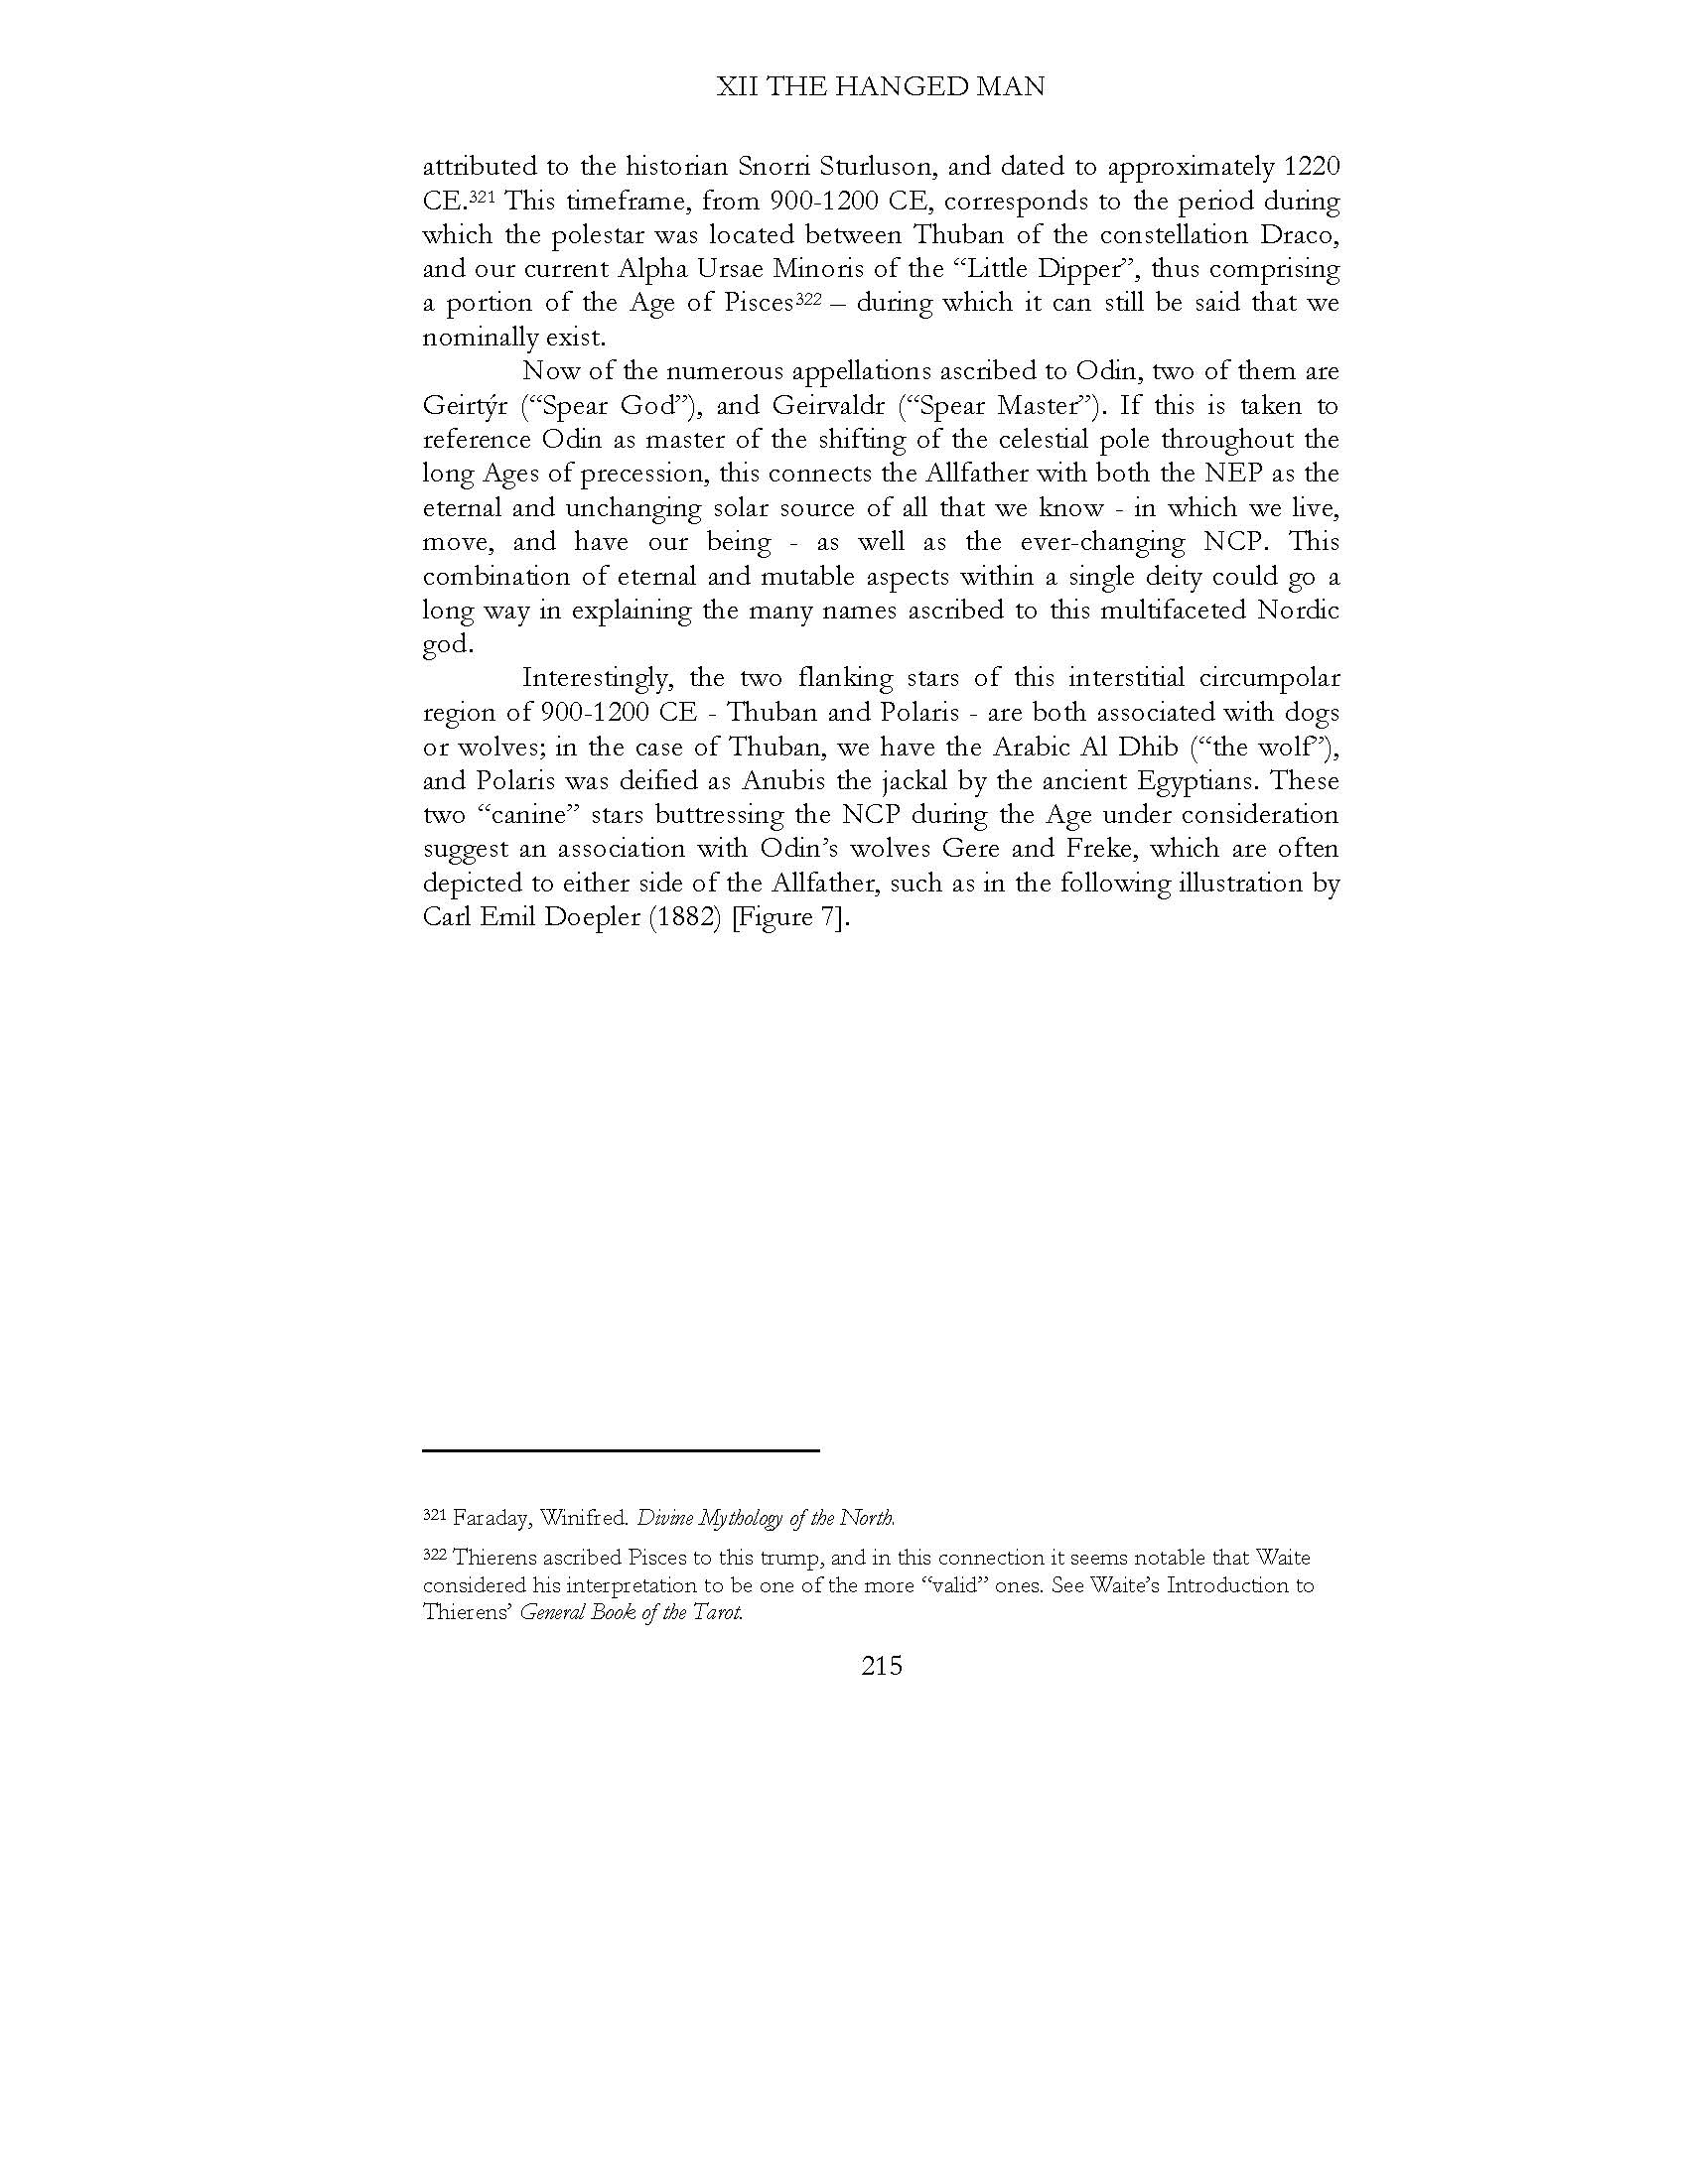 XII THE HANGED MAN
attributed to the historian Snorri Sturluson, and dated to approximately 1220
CE.321 This timeframe, from 900-1200 CE, corresponds to the period during
which the polestar was located between Thuban of the constellation Draco,
and our current Alpha Ursae Minoris of the “Little Dipper”, thus comprising
a portion of the Age of Pisces322 – during which it can still be said that we
nominally exist.
Now of the numerous appellations ascribed to Odin, two of them are
Geirtýr (“Spear God”), and Geirvaldr (“Spear Master”). If this is taken to
reference Odin as master of the shifting of the celestial pole throughout the
long Ages of precession, this connects the Allfather with both the NEP as the
eternal and unchanging solar source of all that we know - in which we live,
move, and have our being - as well as the ever-changing NCP. This
combination of eternal and mutable aspects within a single deity could go a
long way in explaining the many names ascribed to this multifaceted Nordic
god.
Interestingly, the two flanking stars of this interstitial circumpolar
region of 900-1200 CE - Thuban and Polaris - are both associated with dogs
or wolves; in the case of Thuban, we have the Arabic Al Dhib (“the wolf”),
and Polaris was deified as Anubis the jackal by the ancient Egyptians. These
two “canine” stars buttressing the NCP during the Age under consideration
suggest an association with Odin’s wolves Gere and Freke, which are often
depicted to either side of the Allfather, such as in the following illustration by
Carl Emil Doepler (1882) [Figure 7].
321 Faraday, Winifred. Divine Mythology of the North.
322 Thierens ascribed Pisces to this trump, and in this connection it seems notable that Waite
considered his interpretation to be one of the more “valid” ones. See Waite’s Introduction to
Thierens’ General Book of the Tarot.
215